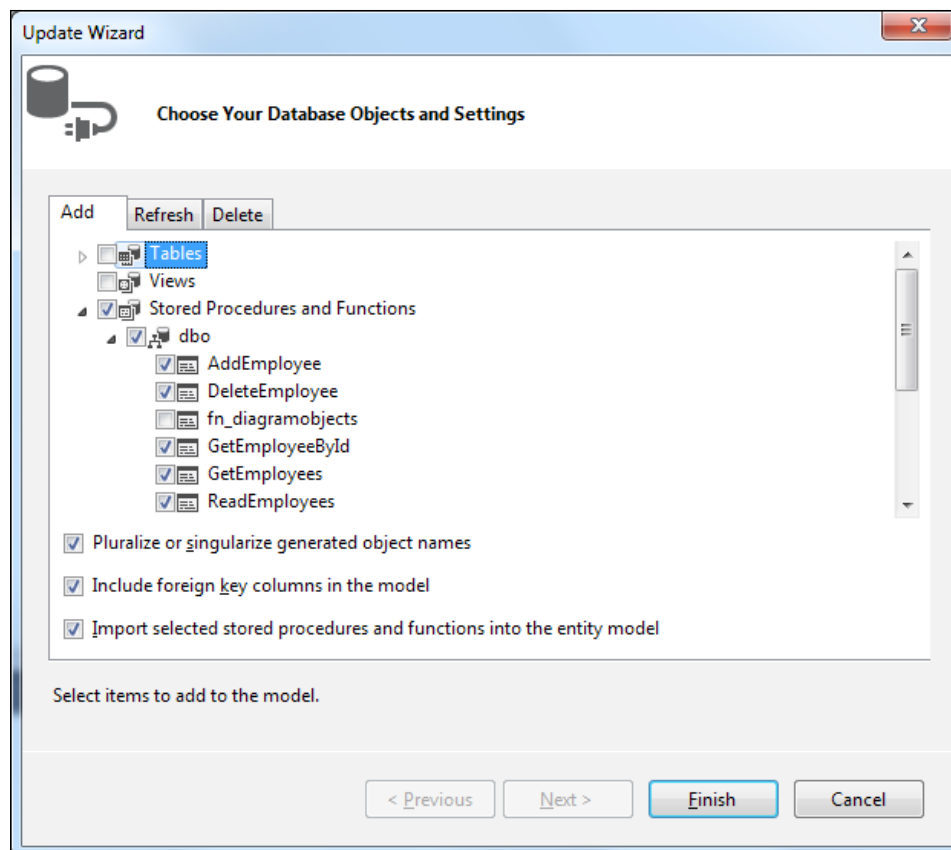 Update Wizard
Choose Your Database Objects and Settings
Add Refresh Delete
Tables
Views
Stored Procedures and Functions
dbo
AddEmployee
DeleteEmployee
fn_diagramobjects
GetEmployeeById
GetEmployees
ReadEmployees
Pluralize or singularize generated object names
Include foreign key columns in the model
Import selected stored procedures and functions into the entity model
Select items to add to the model.
< Previous Next > Finish Cancel